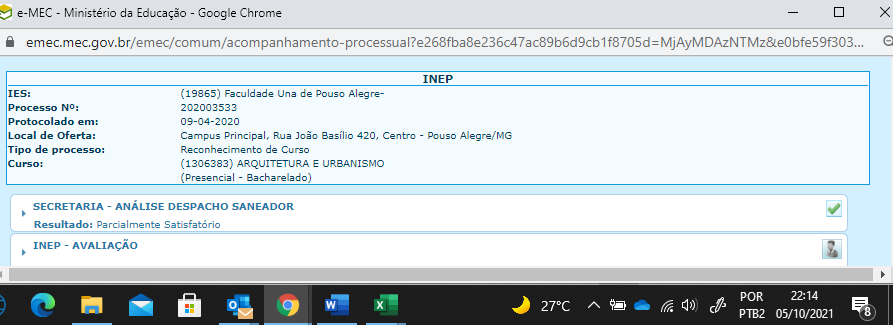 e-MEC - Ministério da Educação - Google Chrome
emec.mec.gov.br/emec/comum/acompanhamento-processual?e268fba8e236c47ac89b6d9cb1f8705d=MjAyMDAzNTMz&e0bfe59f303...
INEP
IES: (19865) Faculdade Una de Pouso Alegre-
Processo Nº: 202003533
Protocolado em: 09-04-2020
Local de Oferta: Campus Principal, Rua João Basílio 420, Centro - Pouso Alegre/MG
Tipo de processo: Reconhecimento de Curso
Curso: (1306383) ARQUITETURA E URBANISMO
(Presencial - Bacharelado)
SECRETARIA - ANÁLISE DESPACHO SANEADOR
Resultado: Parcialmente Satisfatório
INEP - AVALIAÇÃO
27°C
POR
PTB2
22:14
05/10/2021
8